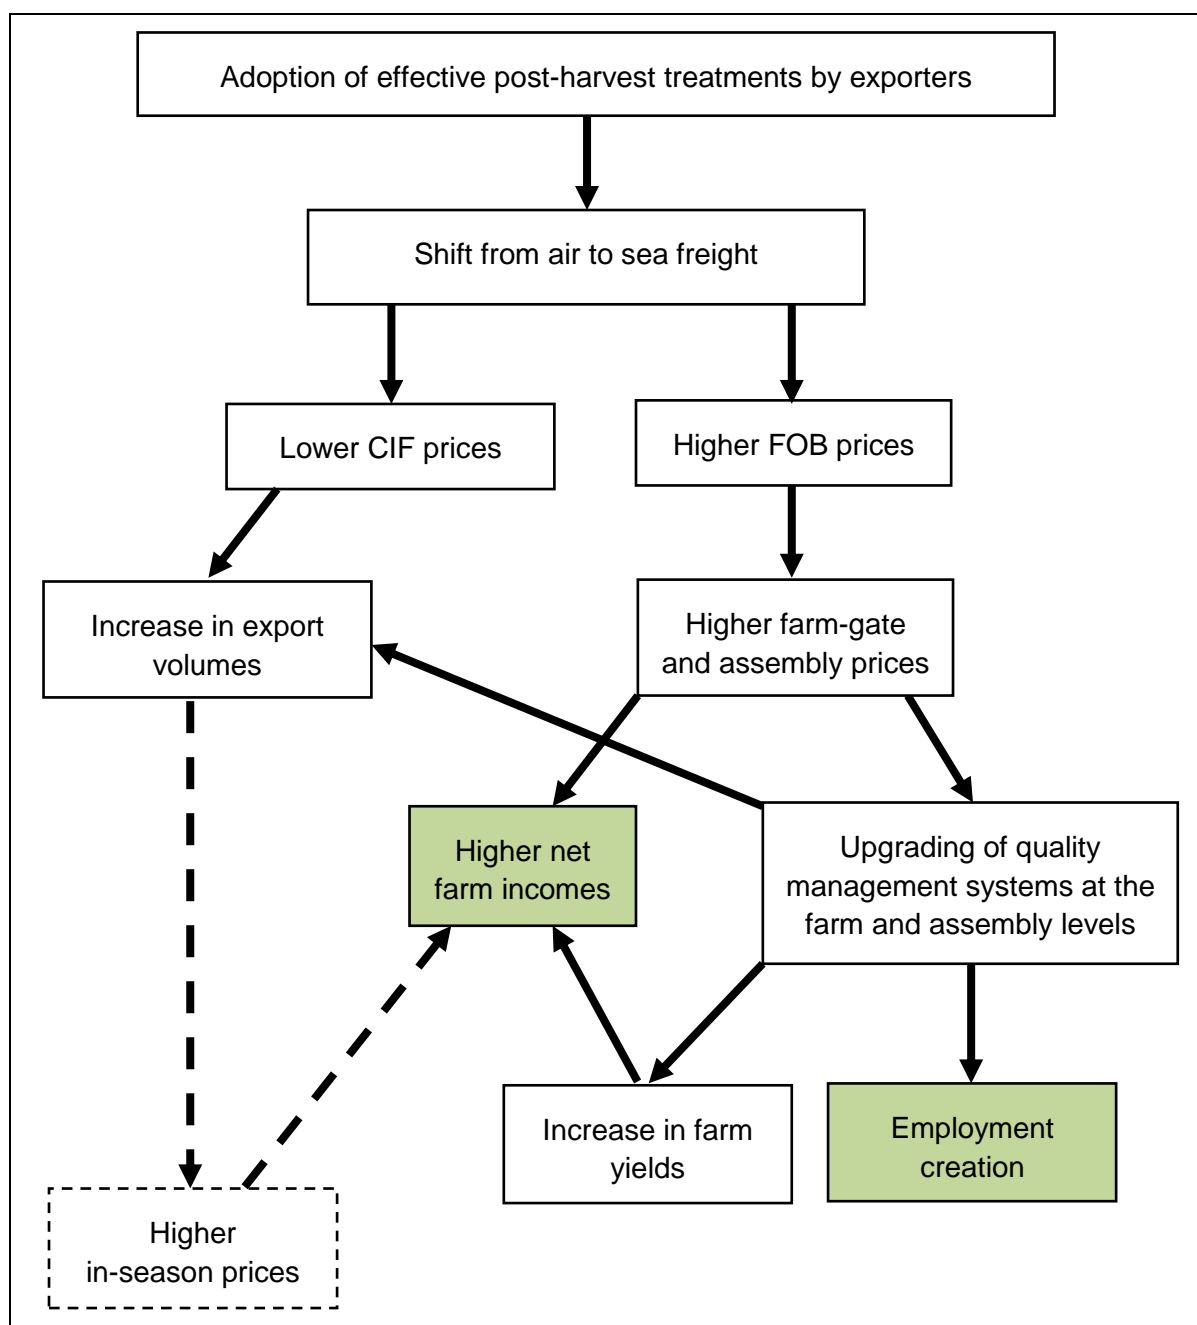 Adoption of effective post-harvest treatments by exporters
Shift from air to sea freight
Lower CIF prices
Higher FOB prices
Increase in export
volumes
Higher farm-gate
and assembly prices
Higher net
farm incomes
Upgrading of quality
management systems at the
farm and assembly levels
Increase in farm
yields
Employment
creation
Higher
in-season prices